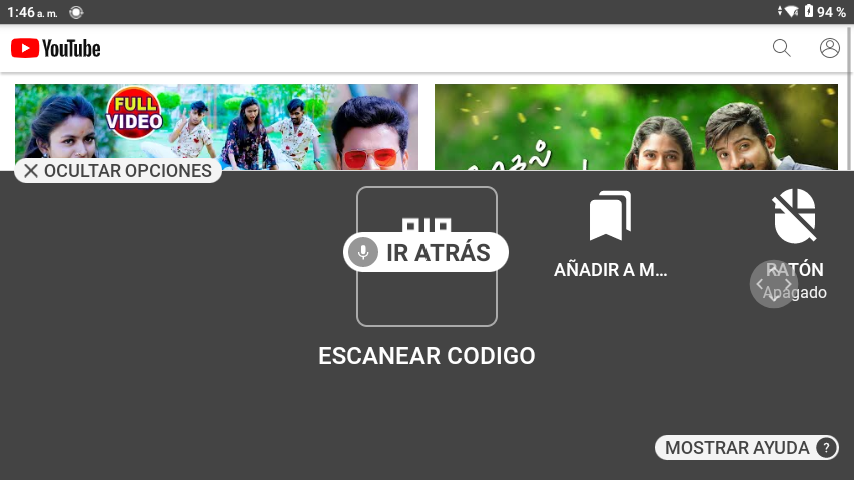 1:46 a. m.
94 %
YouTube
FULL
VIDEO
OCULTAR OPCIONES
IR ATRÁS
AÑADIR A M...
RATÓN
Apagado
ESCANEAR CODIGO
MOSTRAR AYUDA ?